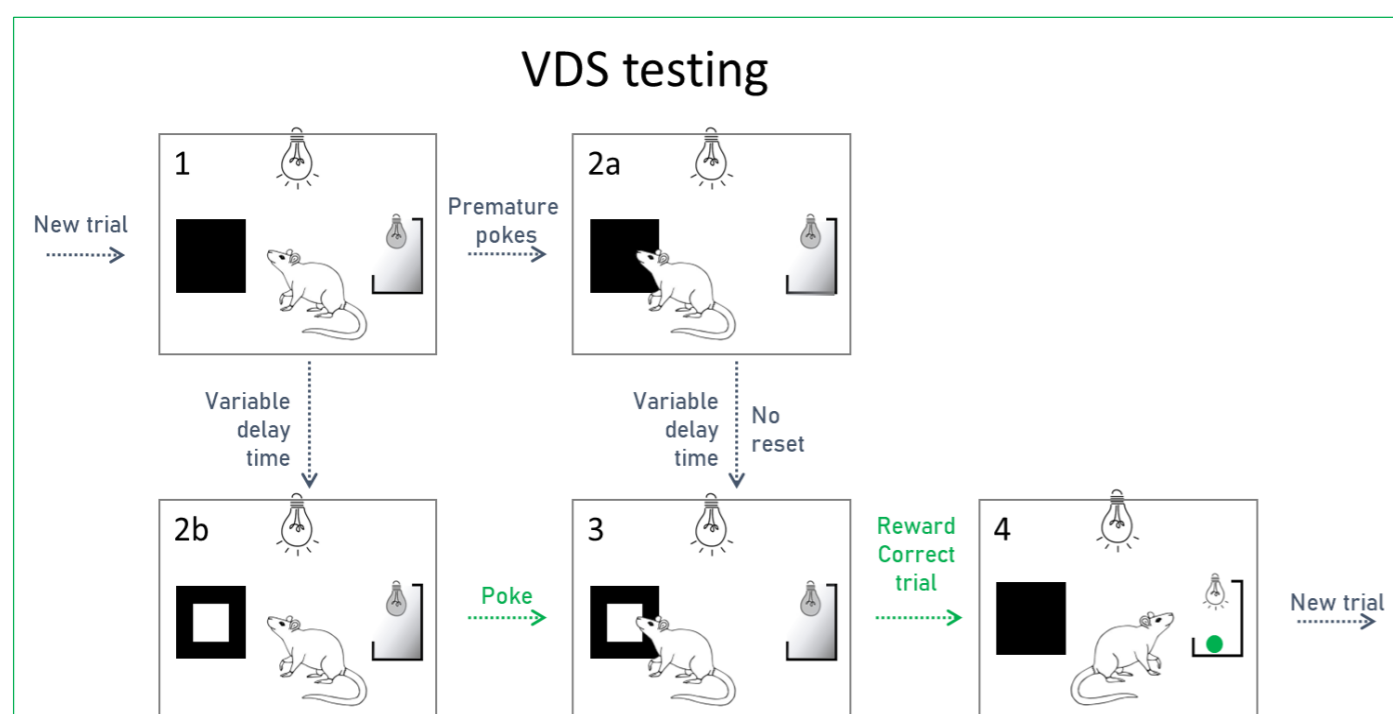 VDS testing
1
2a
New trial
Premature
pokes
Variable
delay
time
Variable
delay
time
No
reset
2b
3
4
Poke
Reward
Correct
trial
New trial